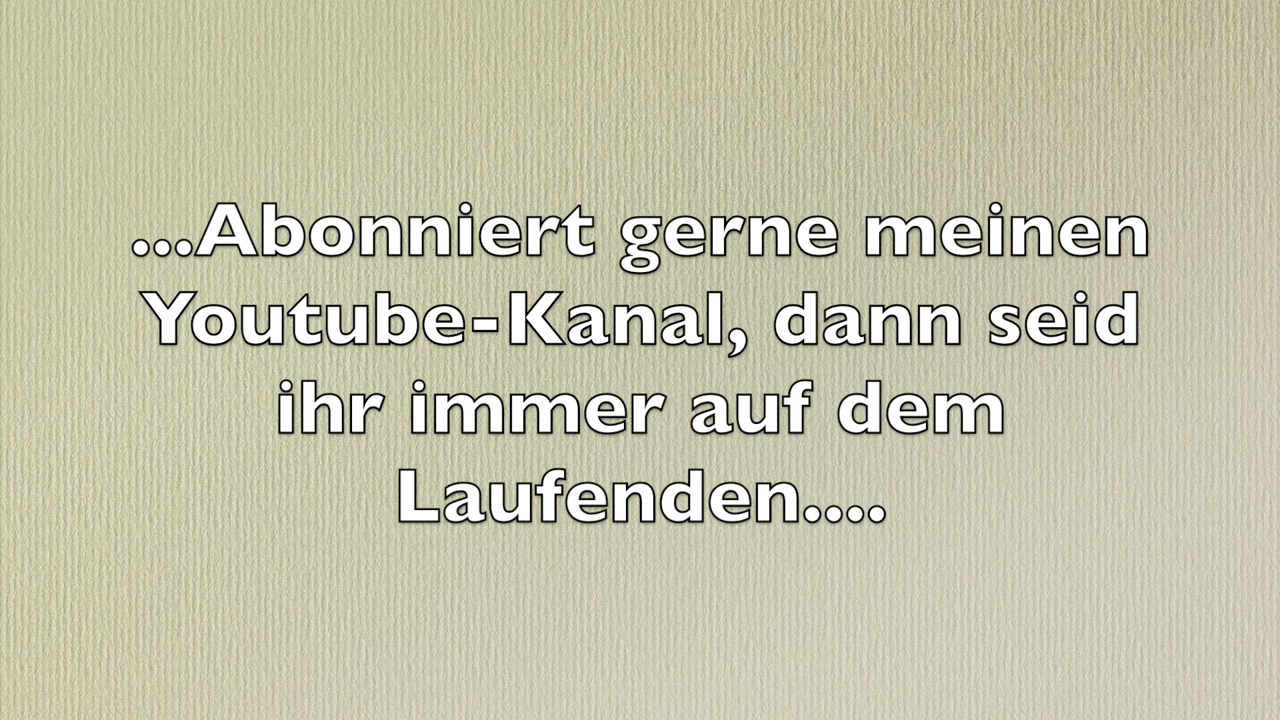 ...Abonniert gerne meinen
Youtube-Kanal, dann seid
ihr immer auf dem
Laufenden....